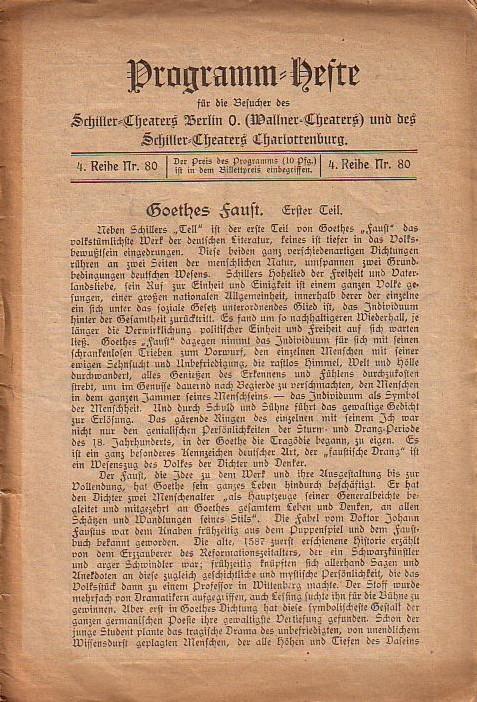 Programm-Hefte
für die Besucher des
Schiller-Theaters Berlin O. (Wallner-Theaters) und des
Schiller-Theaters Charlottenburg.
4. Reihe Nr. 80
Der Preis des Programms (10 Pfg.)
ist in dem Billettpreis einbegriffen.
4. Reihe Nr. 80
Goethes Faust. Erster Teil.
Neben Schillers „Tell" ist der erste Teil von Goethes „Faust" das
volkstümlichste Werk der deutschen Literatur, keines ist tiefer in das Volks-
bewußtsein eingedrungen. Diese beiden ganz verschiedenartigen Dichtungen
rühren an zwei Seiten der menschlichen Natur, umspannen zwei Grund-
bedingungen deutschen Wesens. Schillers Hohelied der Freiheit und Vater-
landsliebe, sein Ruf zur Einheit und Einigkeit ist einem ganzen Volke ge-
sungen, einer großen nationalen Allgemeinheit, innerhalb derer der einzelne
ein sich unter das soziale Gesetz unterordnendes Glied ist, das Individuum
hinter der Gesamtheit zurücktritt. Es fand um so nachhaltigeren Wiederhall, je
länger die Verwirklichung politischer Einheit und Freiheit auf sich warten
ließ. Goethes „Faust" dagegen nimmt das Individuum für sich mit seinen
schrankenlosen Trieben zum Vorwurf, den einzelnen Menschen mit seiner
ewigen Sehnsucht und Unbefriedigung, die rastlos Himmel, Welt und Hölle
durchwandert, alles Genießen des Erkennens und Fühlens durchzukosten
strebt, um im Genusse dauernd nach Begierde zu verschmachten, den Menschen
in dem ganzen Jammer seines Menschseins — das Individuum als Symbol
der Menschheit. Und durch Schuld und Sühne führt das gewaltige Gedicht
zur Erlösung. Das gärende Ringen des einzelnen mit seinem Ich war
nicht nur den genialischen Persönlichkeiten der Sturm- und Drang-Periode
des 18. Jahrhunderts, in der Goethe die Tragödie begann, zu eigen. Es
ist ein ganz besonderes Kennzeichen deutscher Art, der „faustische Drang" ist
ein Wesenszug des Volkes der Dichter und Denker.
Der Faust, die Idee zu dem Werk und ihre Ausgestaltung bis zur
Vollendung, hat Goethe sein ganzes Leben hindurch beschäftigt. Er hat
den Dichter zwei Menschenalter „als Hauptzeuge seiner Generalbeichte be-
gleitet und mitgezehrt an Goethes gesamtem Leben und Denken, an allen
Schätzen und Wandlungen seines Stils". Die Fabel vom Doktor Johann
Faustus war dem Knaben frühzeitig aus dem Puppenspiel und dem Faust-
buch bekannt geworden. Die alte, 1587 zuerst erschienene Historie erzählt
von dem Erzzauberer des Reformationszeitalters, der ein Schwarzkünstler
und arger Schwindler war; frühzeitig knüpften sich allerhand Sagen und
Anekdoten an diese zugleich geschichtliche und mystische Persönlichkeit, die das
Volksstück dann zu einem Professor in Wittenberg machte. Der Stoff wurde
mehrfach von Dramatikern aufgegriffen, auch Lessing suchte ihn für die Bühne zu
gewinnen. Aber erst in Goethes Dichtung hat diese symbolischeste Gestalt der
ganzen germanischen Poesie ihre gewaltigste Vertiefung gefunden. Schon der
junge Student plante das tragische Drama des unbefriedigten, von unendlichem
Wissensdurst geplagten Menschen, der alle Höhen und Tiefen des Daseins